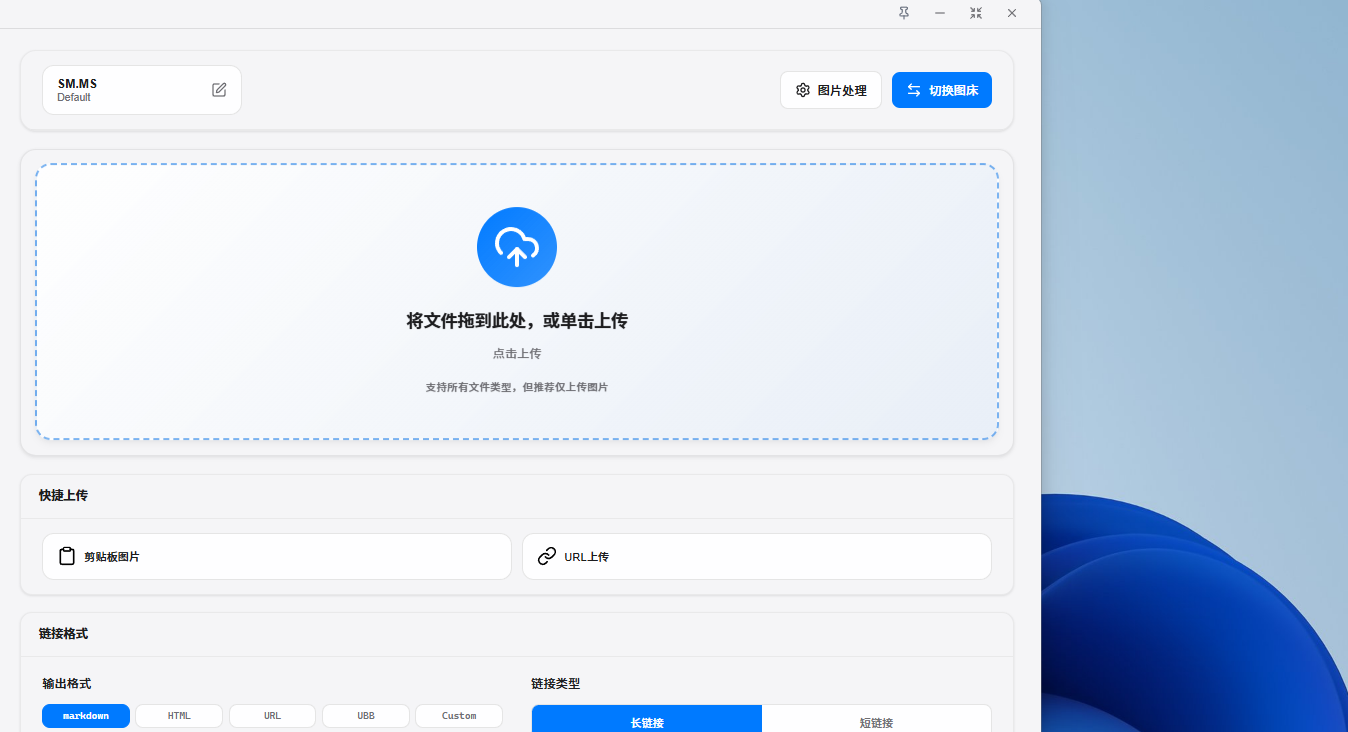 SM.MS
Default
图片处理
切换图床
将文件拖到此处，或单击上传
点击上传
支持所有文件类型，但推荐仅上传图片
快捷上传
剪贴板图片
URL上传
链接格式
输出格式
链接类型
markdown
HTML
URL
UBB
Custom
长链接
短链接